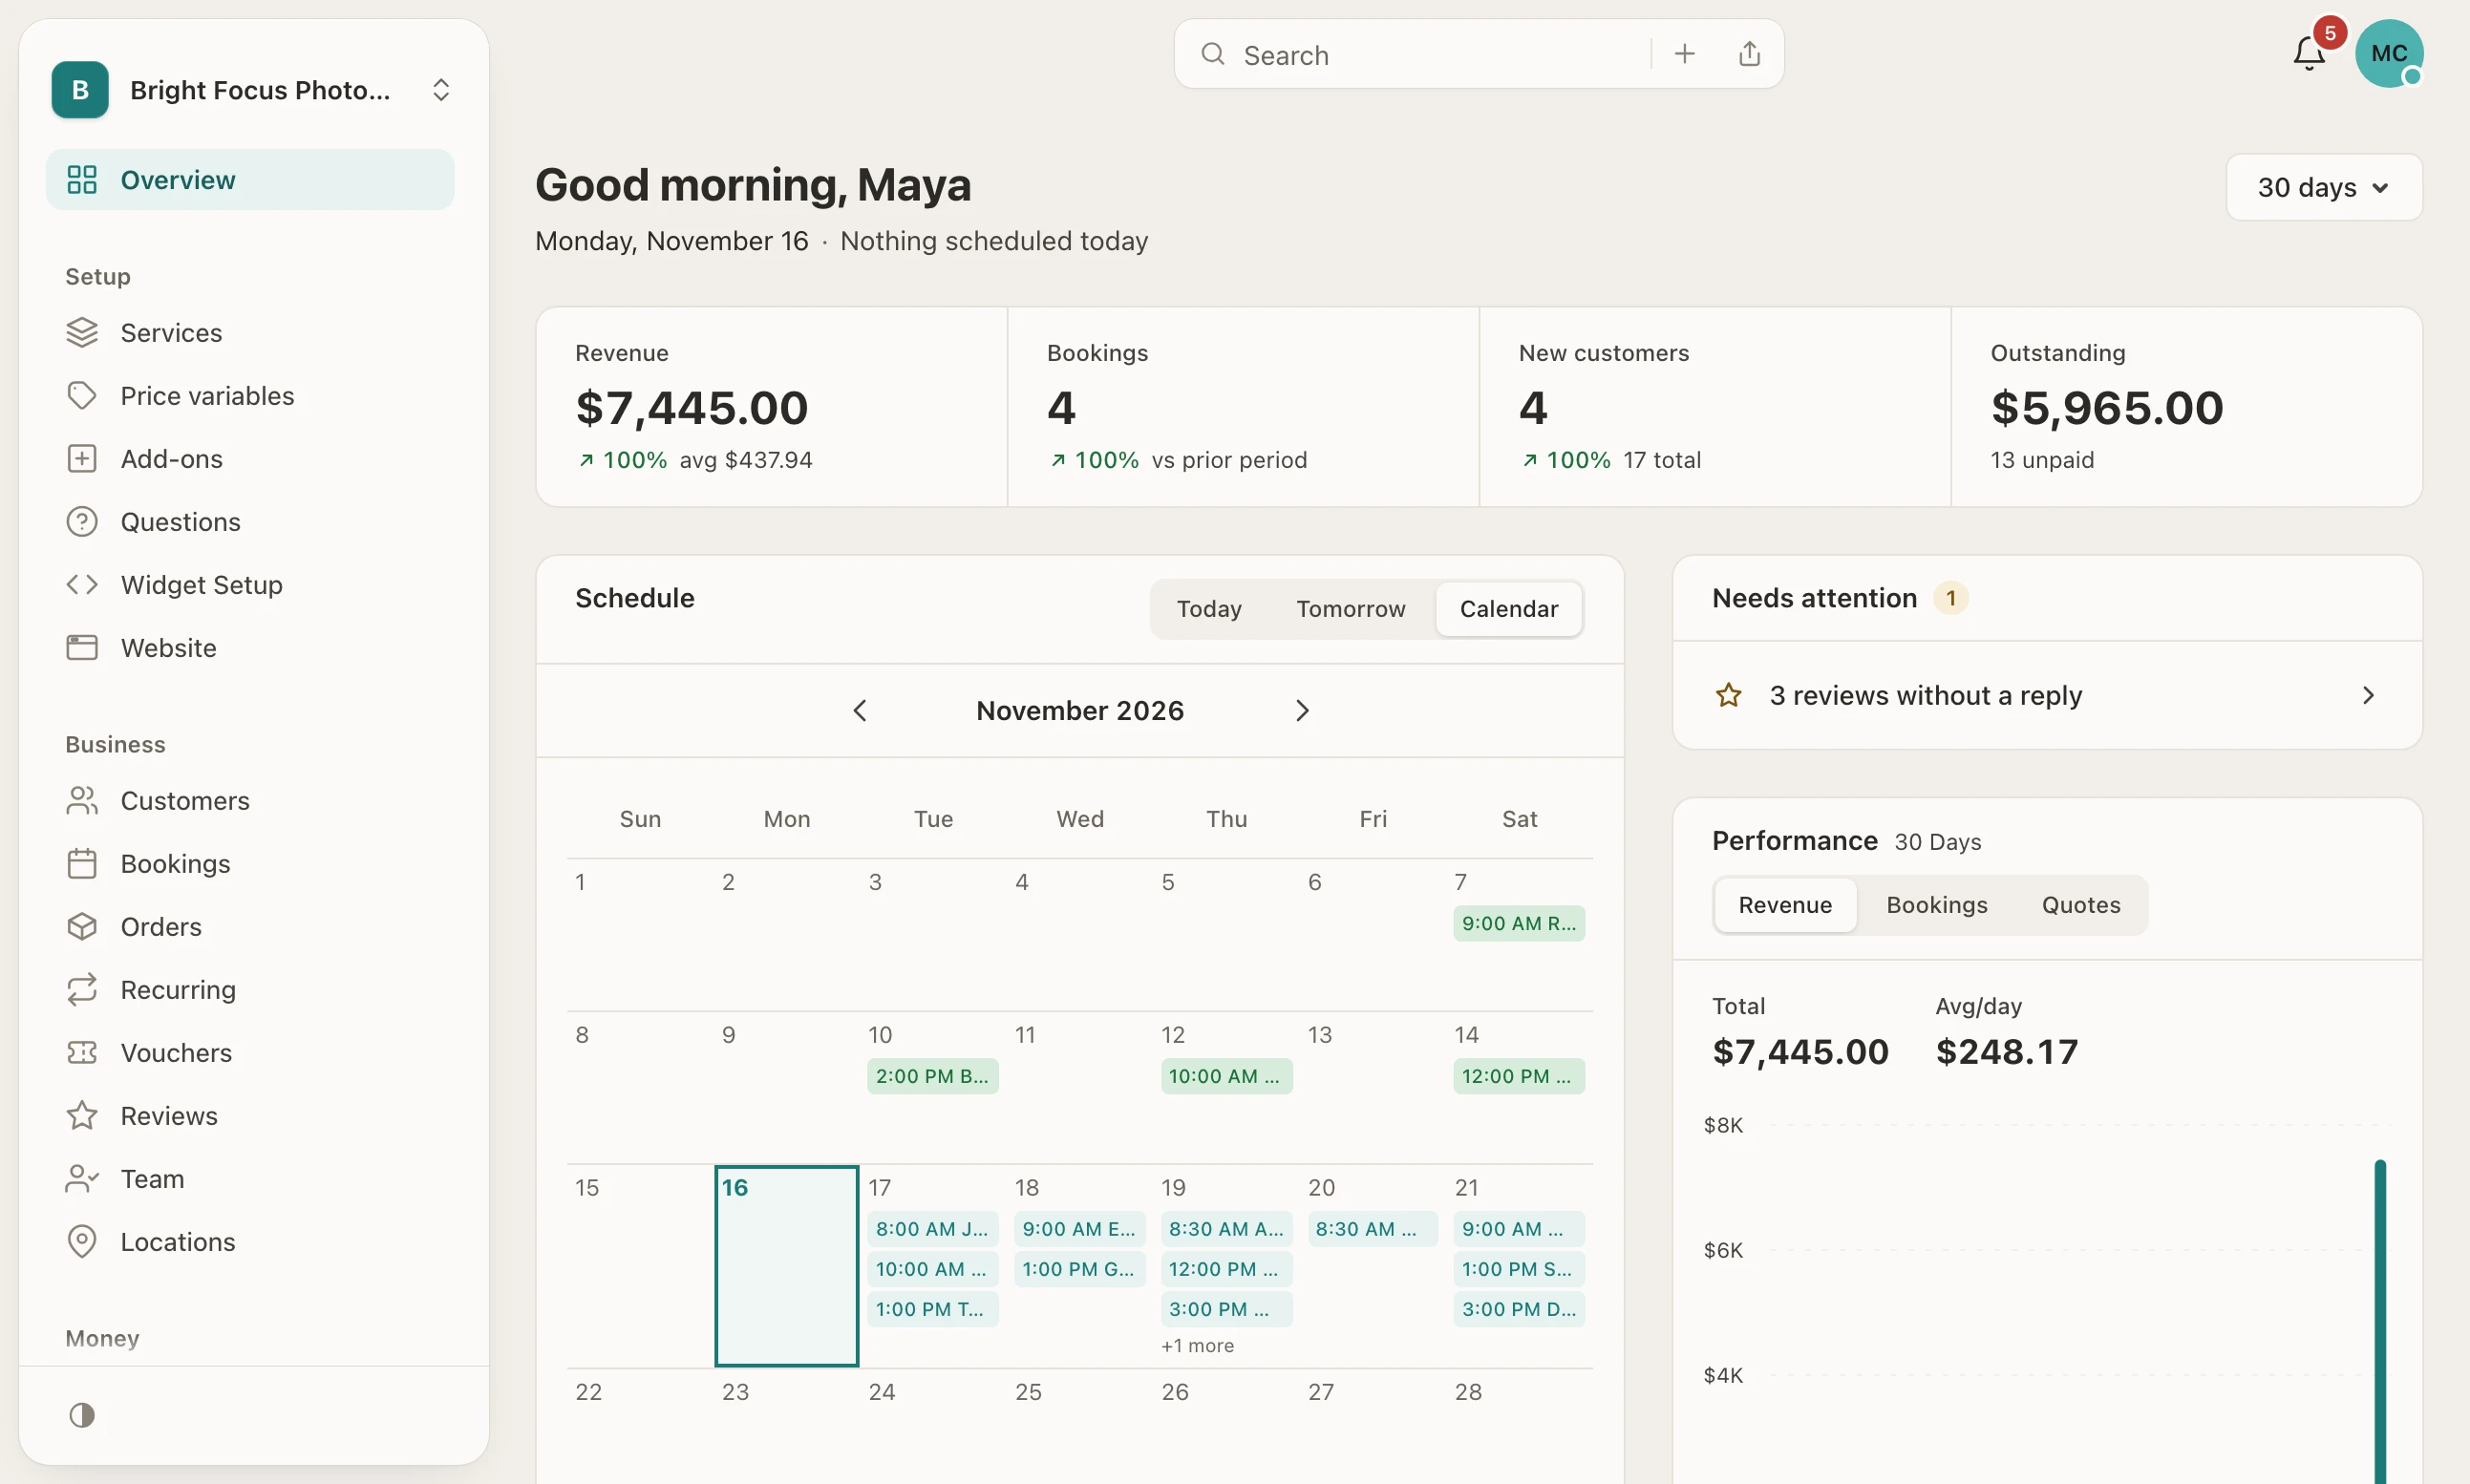 B Bright Focus Photo...
Overview
Setup
Services
Price variables
Add-ons
Questions
Widget Setup
Website
Business
Customers
Bookings
Orders
Recurring
Vouchers
Reviews
Team
Locations
Money
Search
5
MC
Good morning, Maya
30 days
Monday, November 16 · Nothing scheduled today
Revenue
$7,445.00
100% avg $437.94
Bookings
4
100% vs prior period
New customers
4
100% 17 total
Outstanding
$5,965.00
13 unpaid
Schedule
Today Tomorrow Calendar
November 2026
Sun Mon Tue Wed Thu Fri Sat
1 2 3 4 5 6 7
9:00 AM R...
8 9 10 11 12 13 14
2:00 PM B... 10:00 AM ... 12:00 PM ...
15 16 17 18 19 20 21
8:00 AM J... 9:00 AM E... 8:30 AM A... 8:30 AM ... 9:00 AM ...
10:00 AM ... 1:00 PM G... 12:00 PM ... 1:00 PM S...
1:00 PM T... 3:00 PM ... 3:00 PM D...
+1 more
22 23 24 25 26 27 28
Needs attention 1
3 reviews without a reply
Performance 30 Days
Revenue Bookings Quotes
Total Avg/day
$7,445.00 $248.17
$8K
$6K
$4K